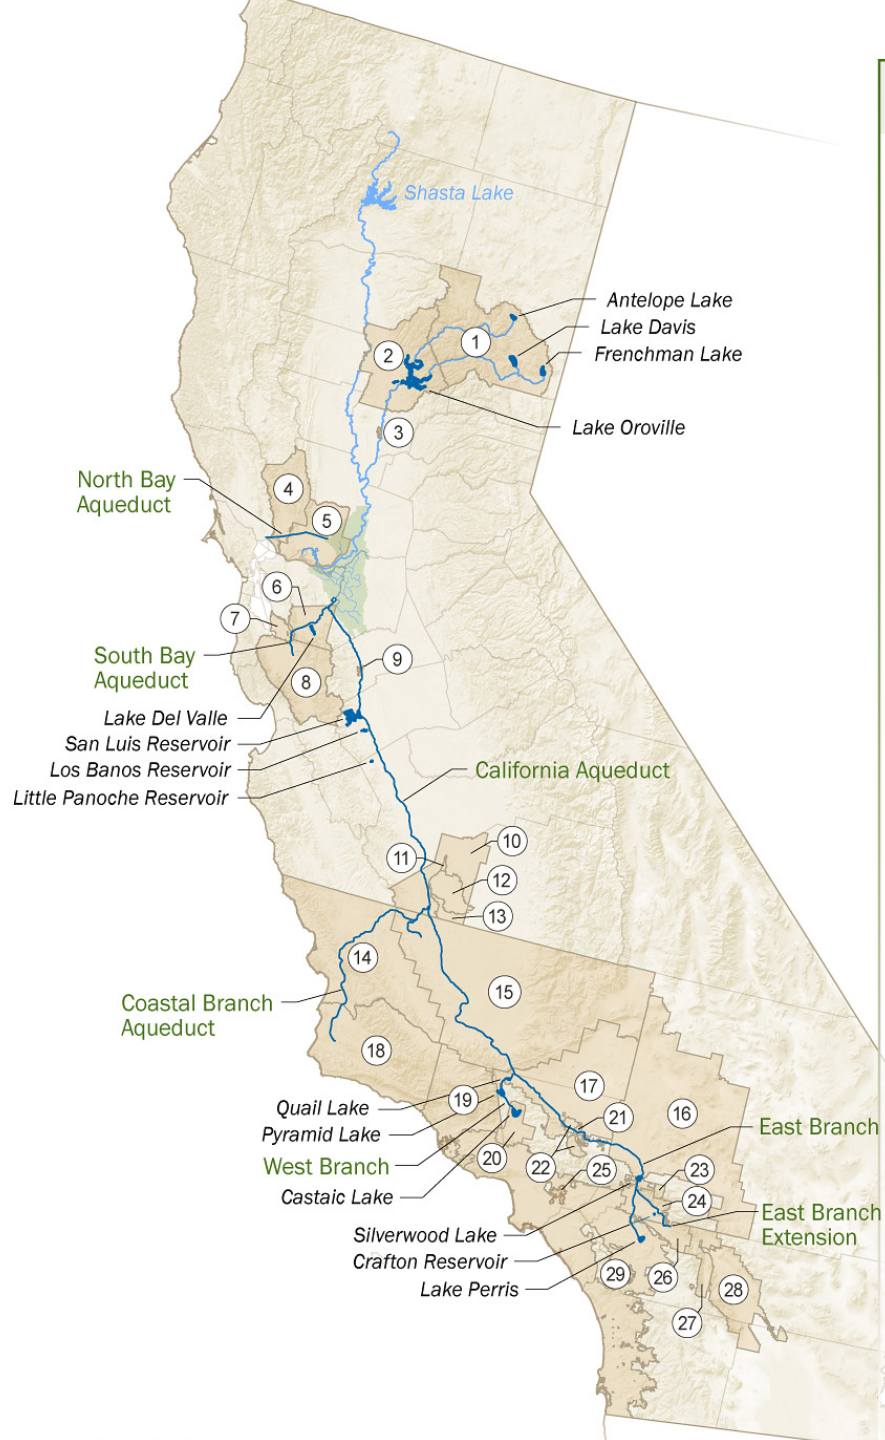 Shasta Lake
Antelope Lake
Lake Davis
Frenchman Lake
1
2
Lake Oroville
3
North Bay
Aqueduct
4
5
6
7
South Bay
Aqueduct
9
8
Lake Del Valle
San Luis Reservoir
Los Banos Reservoir
Little Panoche Reservoir
California Aqueduct
10
11
12
13
14
15
Coastal Branch
Aqueduct
18
17
19
16
Quail Lake
21
Pyramid Lake
East Branch
20
22
25
23
West Branch
Castaic Lake
24
East Branch
Extension
Silverwood Lake
Crafton Reservoir
Lake Perris
29
26
28
27